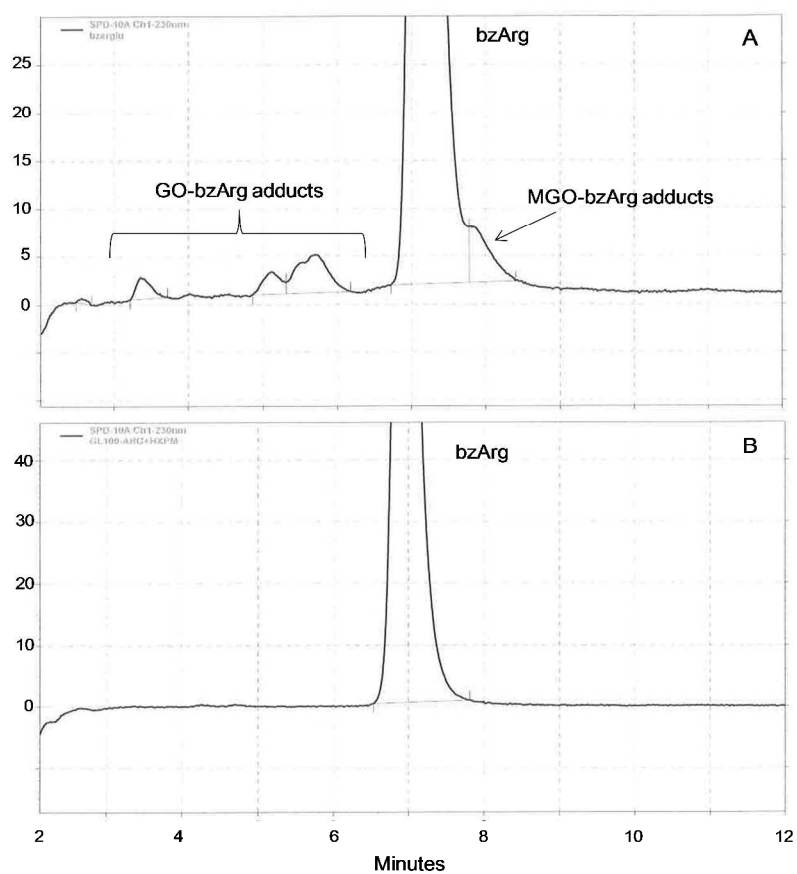 SPD-10A Ch1-230nm
bzarglu
bzArg
A
25
20
15
GO-bzArg adducts
MGO-bzArg adducts
10
5
0
SPD-10A Ch1-230nm
B
bzArg
40
30
20
10
0
2 4 6 8 10 12
Minutes